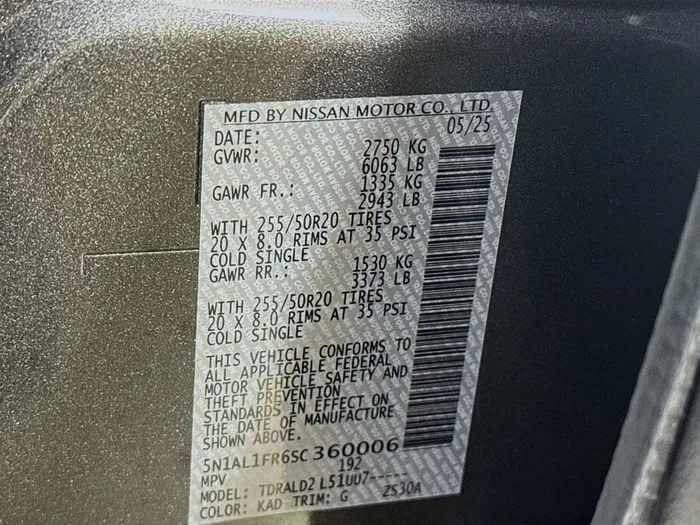 MFD BY NISSAN MOTOR CO., LTD.
DATE: 05/25
GVWR: 2750 KG
6063 LB
GAWR FR.: 1335 KG
2943 LB
WITH 255/50R20 TIRES
20 X 8.0 RIMS AT 35 PSI
COLD SINGLE
GAWR RR.: 1530 KG
3373 LB
WITH 255/50R20 TIRES
20 X 8.0 RIMS AT 35 PSI
COLD SINGLE
THIS VEHICLE CONFORMS TO
ALL APPLICABLE FEDERAL
MOTOR VEHICLE SAFETY AND
THEFT PREVENTION
STANDARDS IN EFFECT ON
THE DATE OF MANUFACTURE
SHOWN ABOVE.
5N1AL1FR6SC360006
MPV 192
MODEL: TDRALD2 L51UU7-----
COLOR: KAD TRIM: G ZS30A